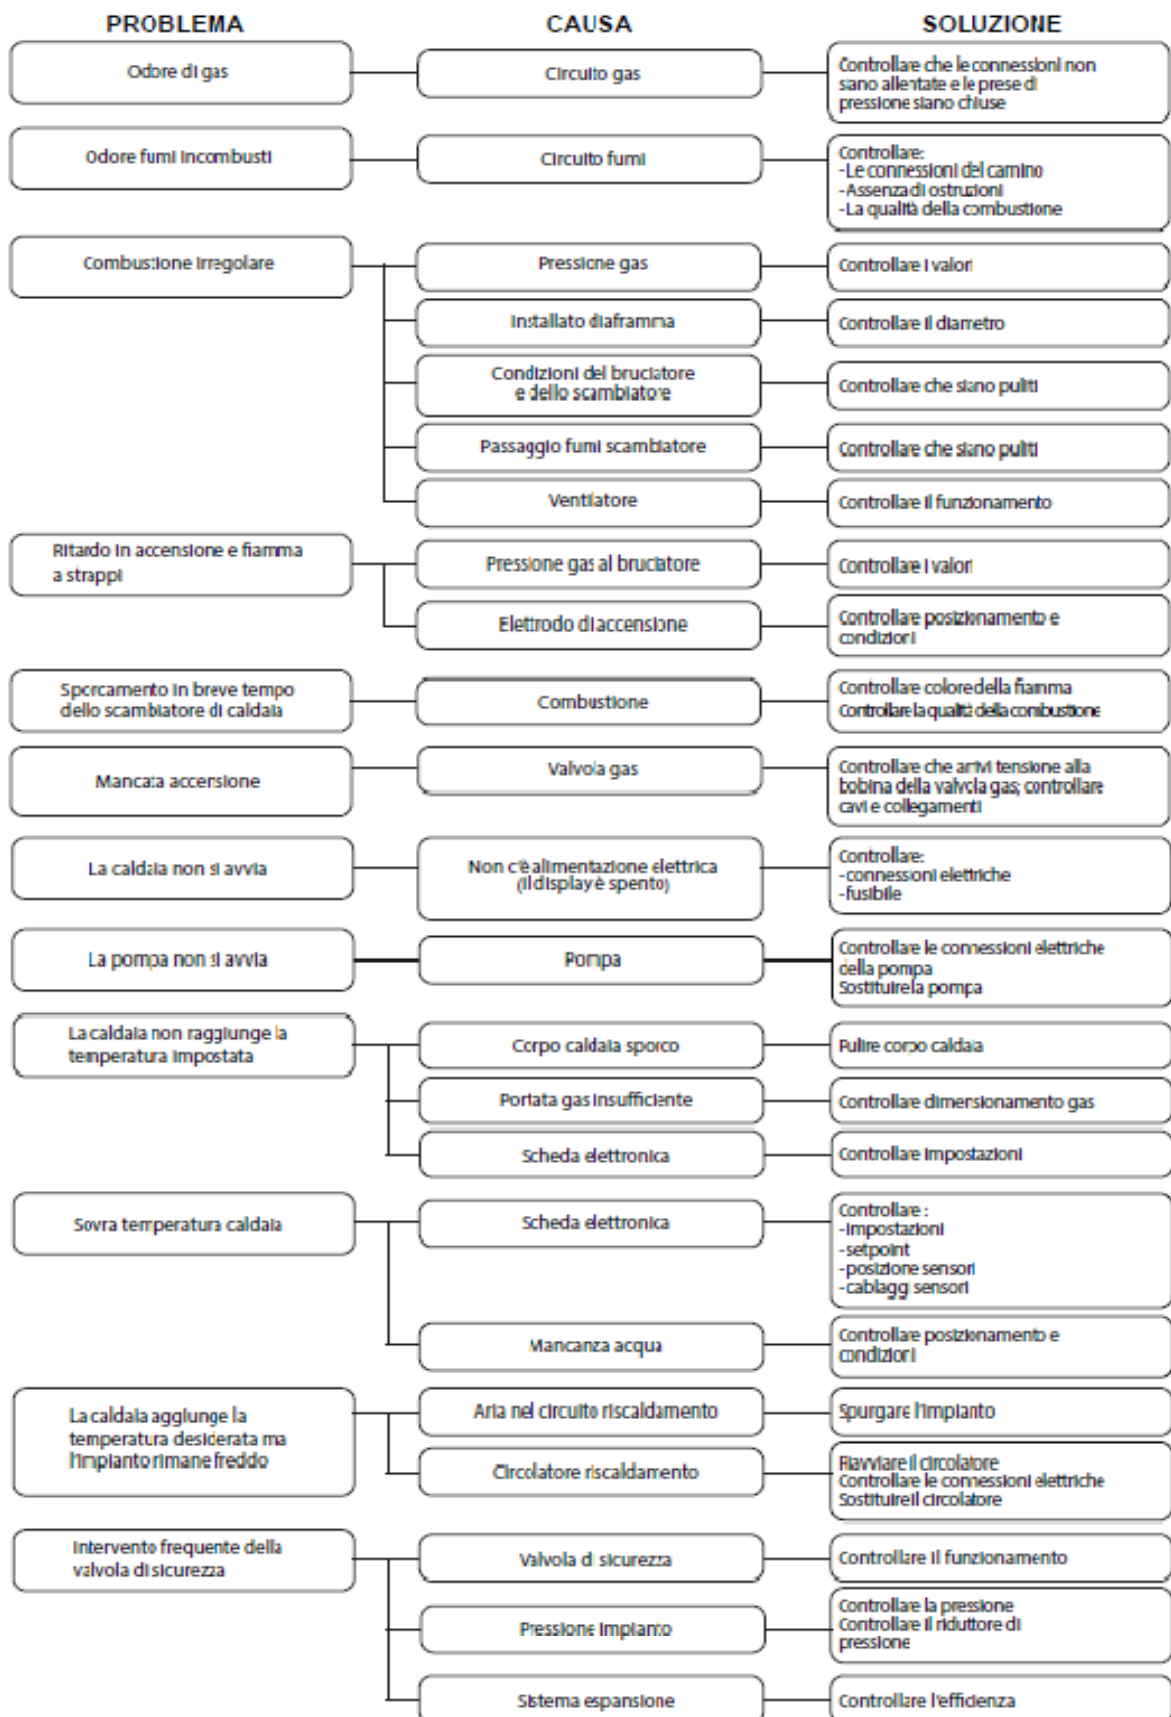 PROBLEMA CAUSA SOLUZIONE
Odore di gas
Circuito gas
Controllare che le connessioni non
siano allentate e le prese di
pressione siano chiuse
Odore fumi incombusti
Circuito fumi
Controllare:
-Le connessioni del camino
-Assenza di ostruzioni
-La qualità della combustione
Combustione irregolare
Pressione gas
Controllare i valori
Installato diaframma
Controllare il diametro
Condizioni del bruciatore
e dello scambiatore
Controllare che siano puliti
Passaggio fumi scambiatore
Controllare che siano puliti
Ventilatore
Controllare il funzionamento
Ritardo in accensione e fiamma
a strappi
Pressione gas al bruciatore
Controllare i valori
Elettrodo di accensione
Controllare posizionamento e
condizioni
Sporcamento in breve tempo
dello scambiatore di caldaia
Combustione
Controllare colore della fiamma
Controllare la qualità della combustione
Mancata accensione
Valvola gas
Controllare che arrivi tensione alla
bobina della valvola gas; controllare
cavi e collegamenti
La caldaia non si avvia
Non c'è alimentazione elettrica
(il display è spento)
Controllare:
-connessioni elettriche
-fusibile
La pompa non si avvia
Pompa
Controllare le connessioni elettriche
della pompa
Sostituire la pompa
La caldaia non raggiunge la
temperatura impostata
Corpo caldaia sporco
Pulire corpo caldaia
Portata gas insufficiente
Controllare dimensionamento gas
Scheda elettronica
Controllare impostazioni
Sovra temperatura caldaia
Scheda elettronica
Controllare :
-impostazioni
-setpoint
-posizione sensori
-cablaggi sensori
Mancanza acqua
Controllare posizionamento e
condizioni
La caldaia aggiunge la
temperatura desiderata ma
l'impianto rimane freddo
Aria nel circuito riscaldamento
Spurgare l'impianto
Circolatore riscaldamento
Riavviare il circolatore
Controllare le connessioni elettriche
Sostituire il circolatore
Intervento frequente della
valvola di sicurezza
Valvola di sicurezza
Controllare il funzionamento
Pressione impianto
Controllare la pressione
Controllare il riduttore di
pressione
Sistema espansione
Controllare l'efficienza